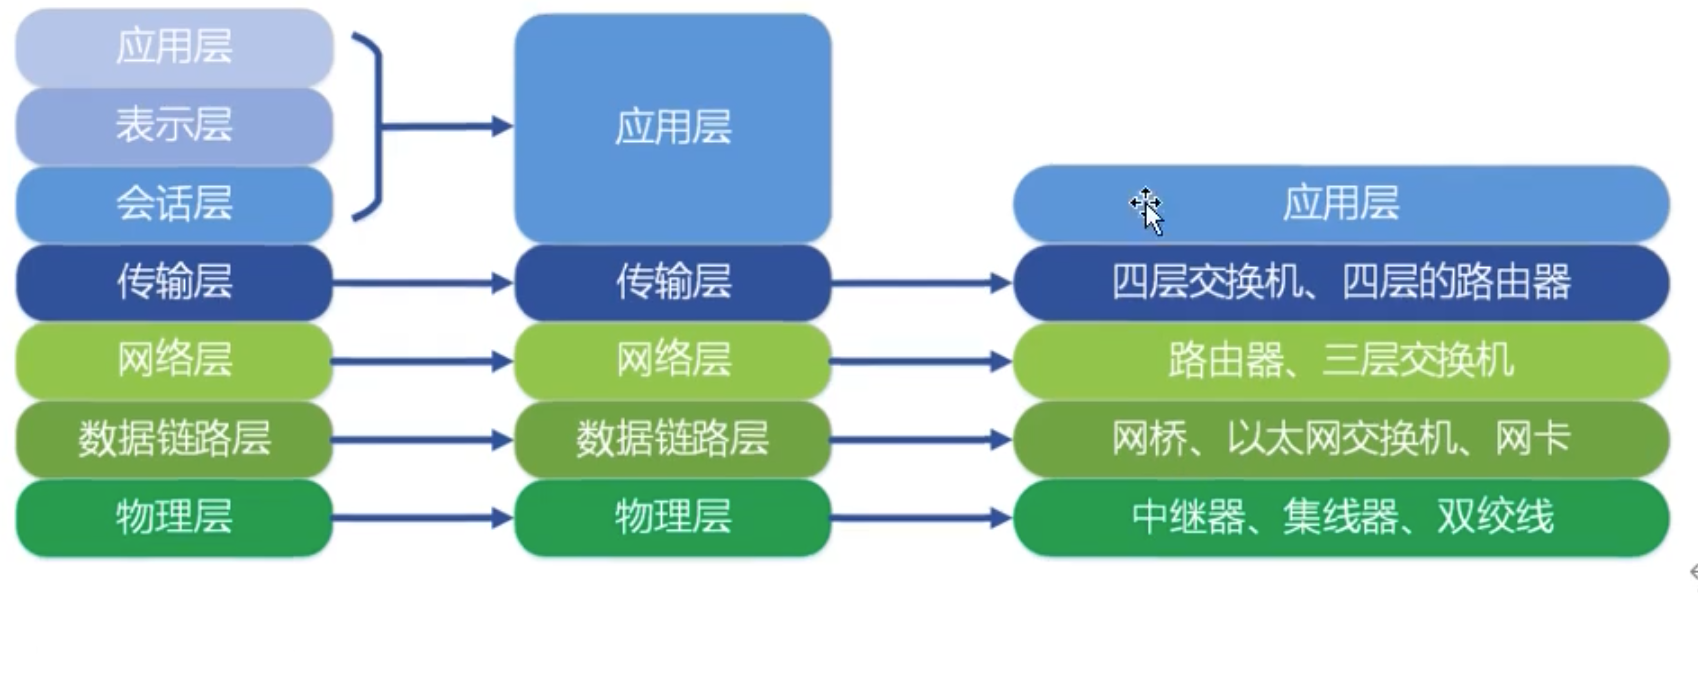 应用层
表示层
会话层
传输层
网络层
数据链路层
物理层
应用层
传输层
网络层
数据链路层
物理层
应用层
四层交换机、四层的路由器
路由器、三层交换机
网桥、以太网交换机、网卡
中继器、集线器、双绞线